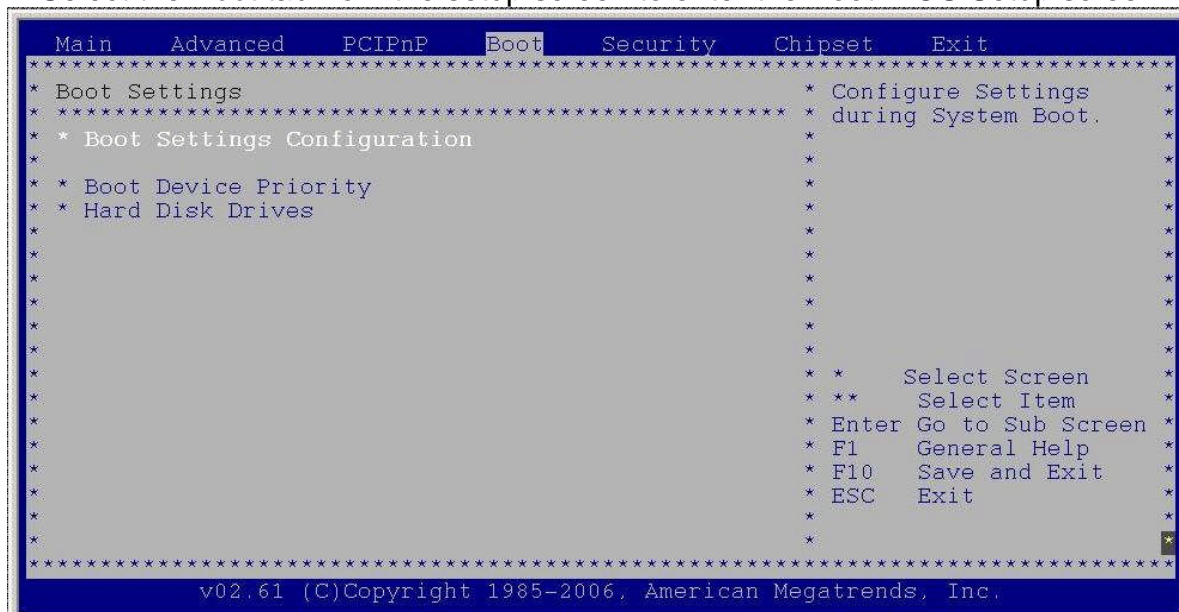 Main Advanced PCIPnP Boot Security Chipset Exit
****************************************************************************
* Boot Settings * Configure Settings *
* *************************************************** * during System Boot. *
* * Boot Settings Configuration * *
* * *
* * Boot Device Priority * *
* * Hard Disk Drives * *
* * *
* * *
* * *
* * *
* * *
* * *
* * * Select Screen *
* * ** Select Item *
* * Enter Go to Sub Screen *
* * F1 General Help *
* * F10 Save and Exit *
* * ESC Exit *
* * *
* * *
****************************************************************************
v02.61 (C)Copyright 1985-2006, American Megatrends, Inc.